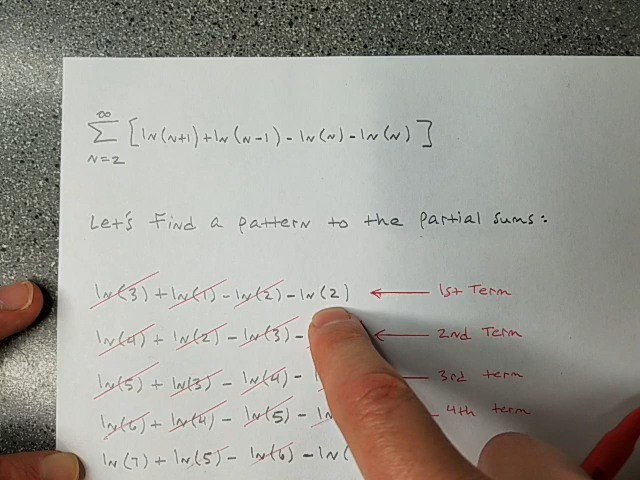 ∞
∑ [ln(n+1)+ln(n-1)-ln(n)-ln(n)]
n=2
Let's find a pattern to the partial sums:
ln(3)+ln(1)-ln(2)-ln(2) ← 1st Term
ln(4)+ln(2)-ln(3)- ← 2nd Term
ln(5)+ln(3)-ln(4)- 3rd term
ln(6)+ln(4)-ln(5)-ln 4th term
ln(7)+ln(5)-ln(6)-ln(